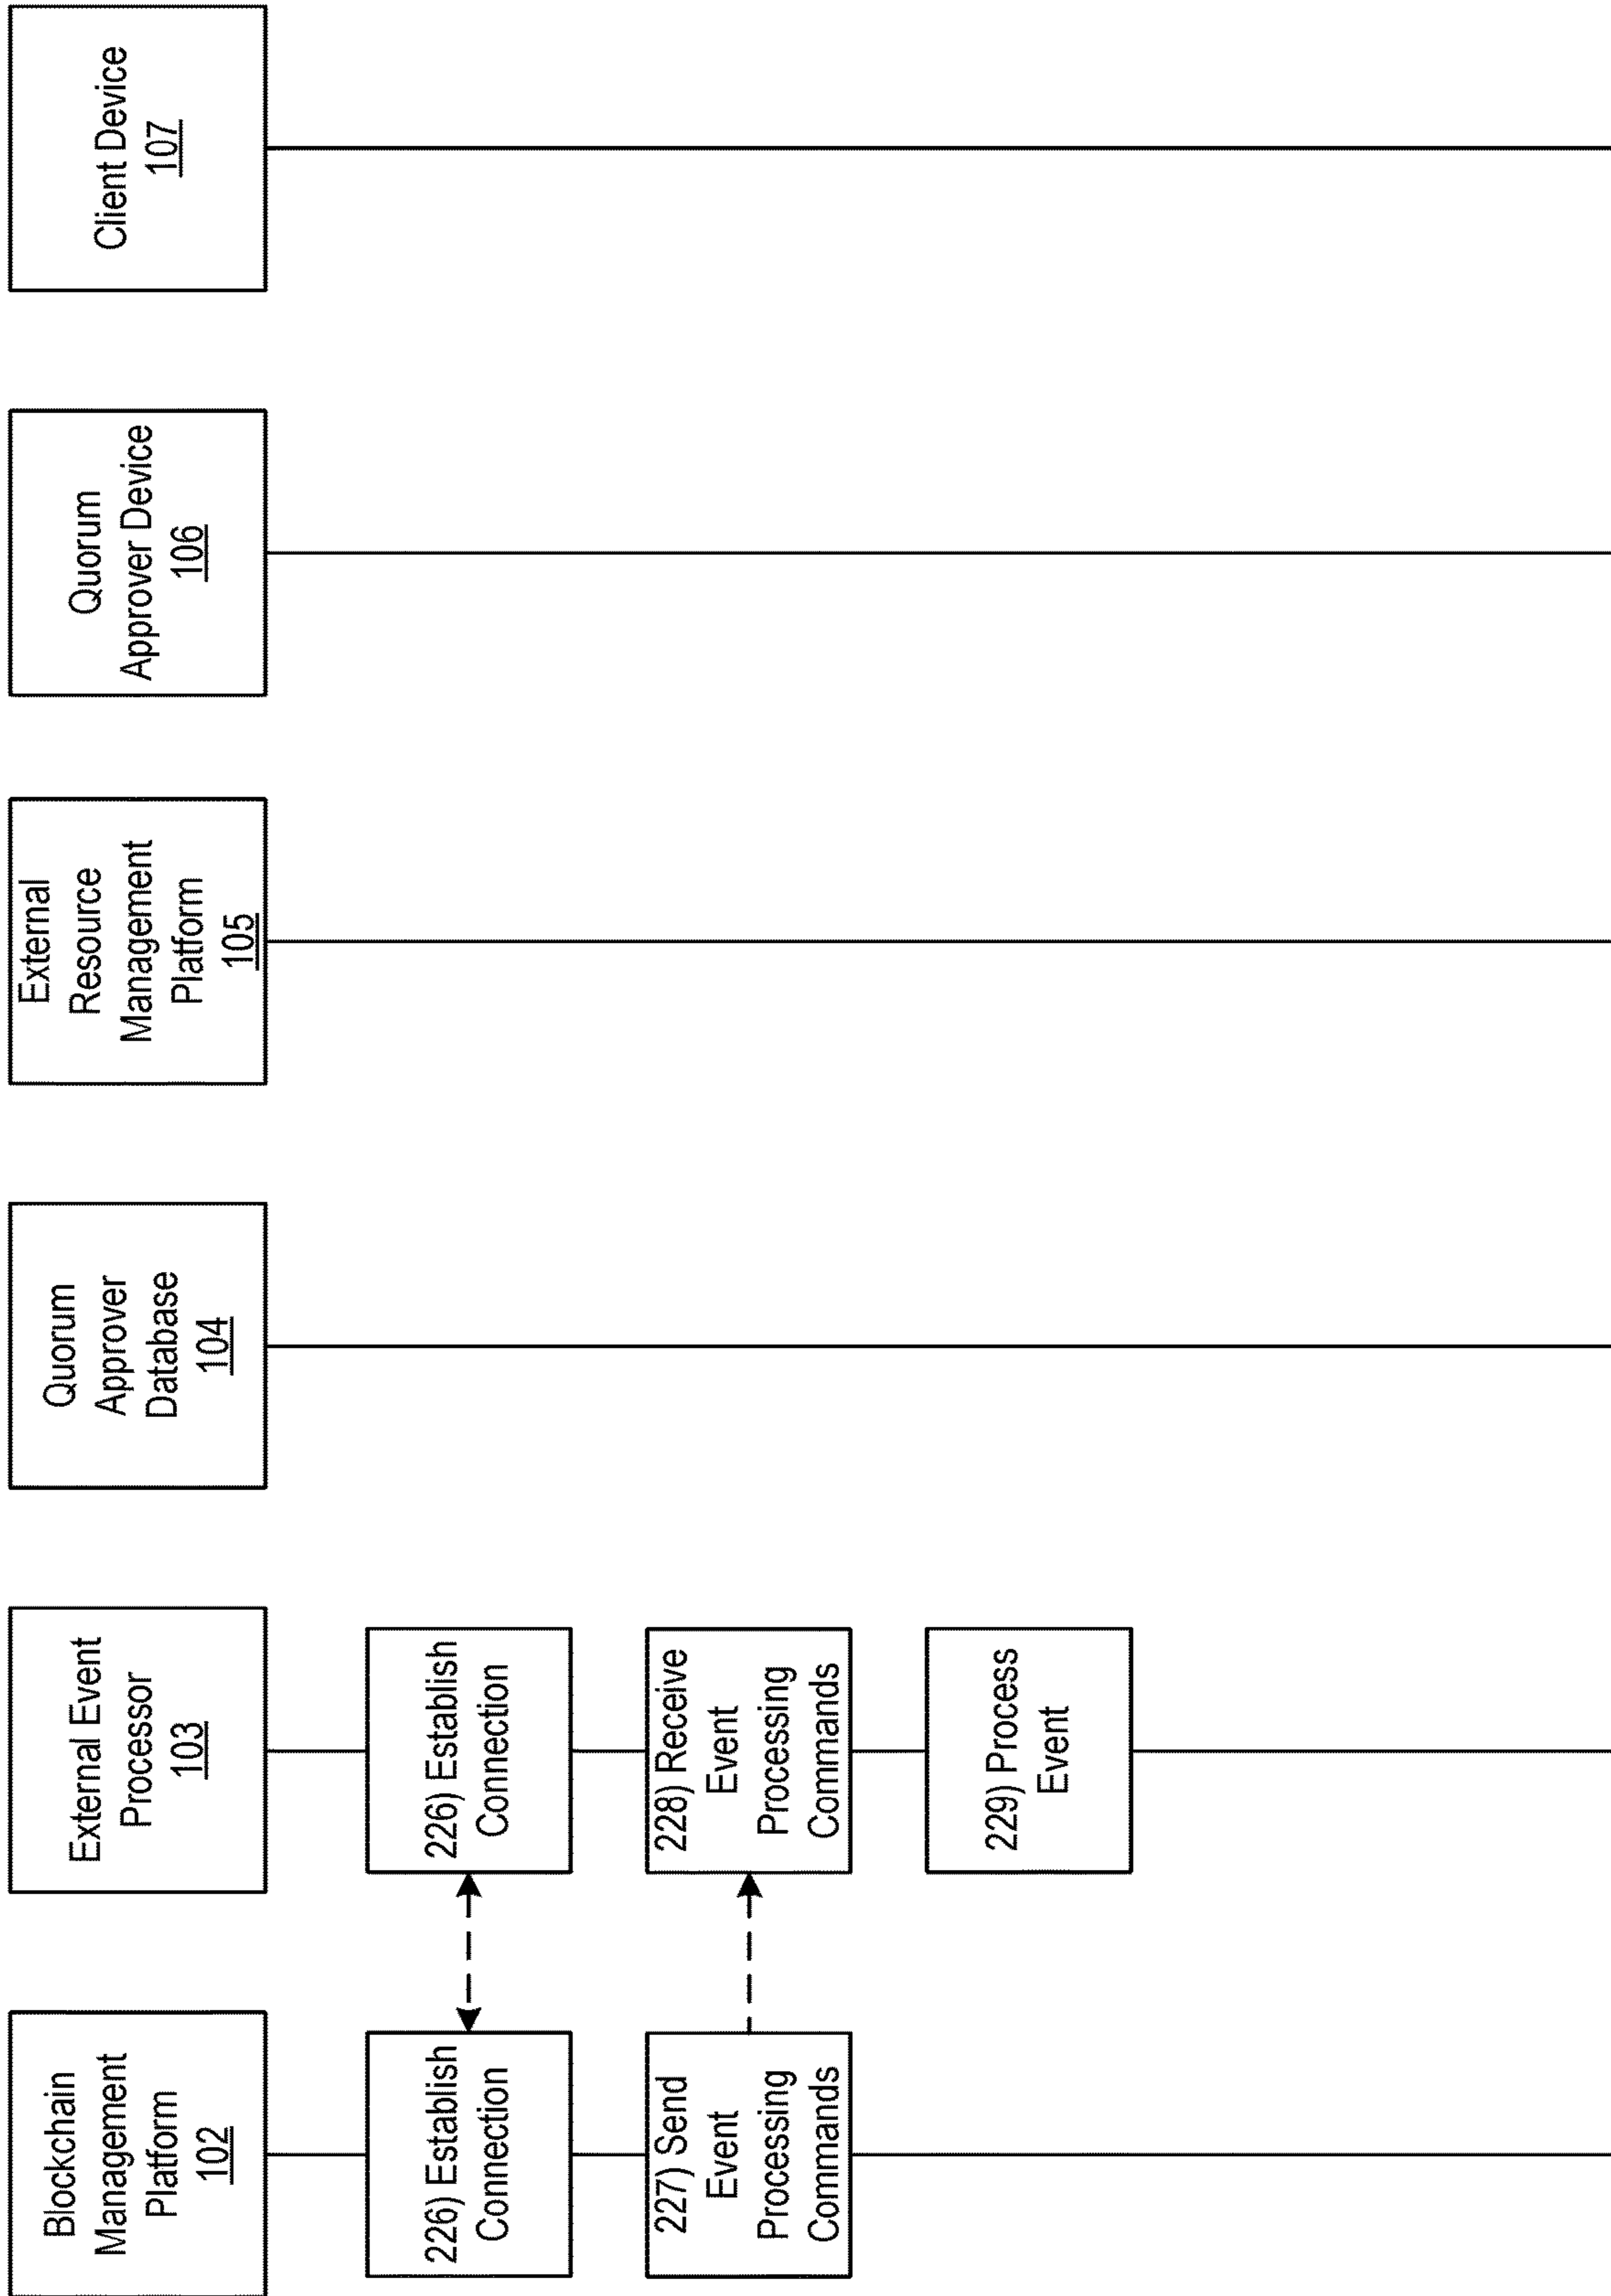 Blockchain
Management
Platform
102
External Event
Processor
103
Quorum
Approver
Database
104
External
Resource
Management
Platform
105
Quorum
Approver Device
106
Client Device
107
226) Establish
Connection
226) Establish
Connection
227) Send
Event
Processing
Commands
228) Receive
Event
Processing
Commands
229) Process
Event